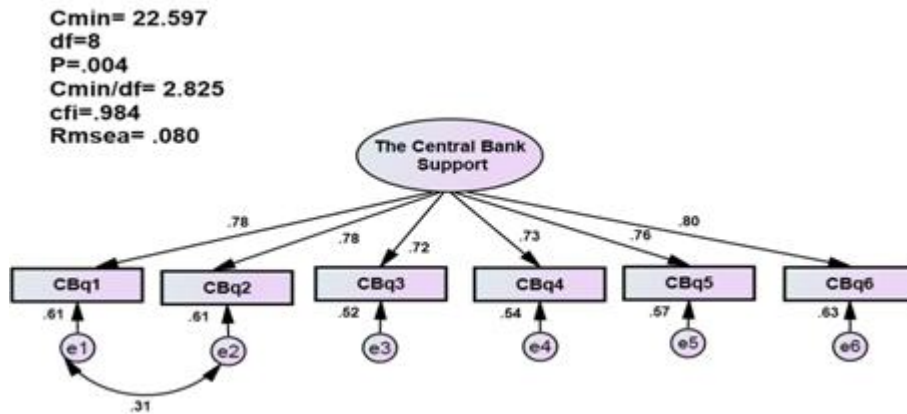 Cmin= 22.597
df=8
P=.004
Cmin/df= 2.825
cfi=.984
Rmsea= .080
The Central Bank
Support
.78
.78
.72
.73
.76
.80
CBq1
CBq2
CBq3
CBq4
CBq5
CBq6
.61
.61
.52
.54
.57
.63
e1
e2
e3
e4
e5
e6
.31